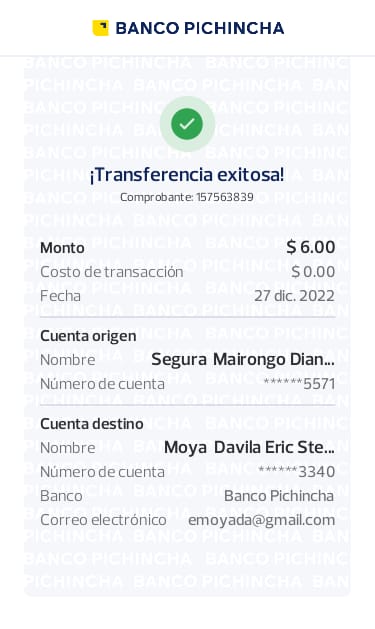 BANCO PICHINCHA
¡Transferencia exitosa!
Comprobante: 157563839
Monto $ 6.00
Costo de transacción $ 0.00
Fecha 27 dic. 2022
Cuenta origen
Nombre Segura Mairongo Dian...
Número de cuenta ******5571
Cuenta destino
Nombre Moya Davila Eric Ste...
Número de cuenta ******3340
Banco Banco Pichincha
Correo electrónico emoyada@gmail.com